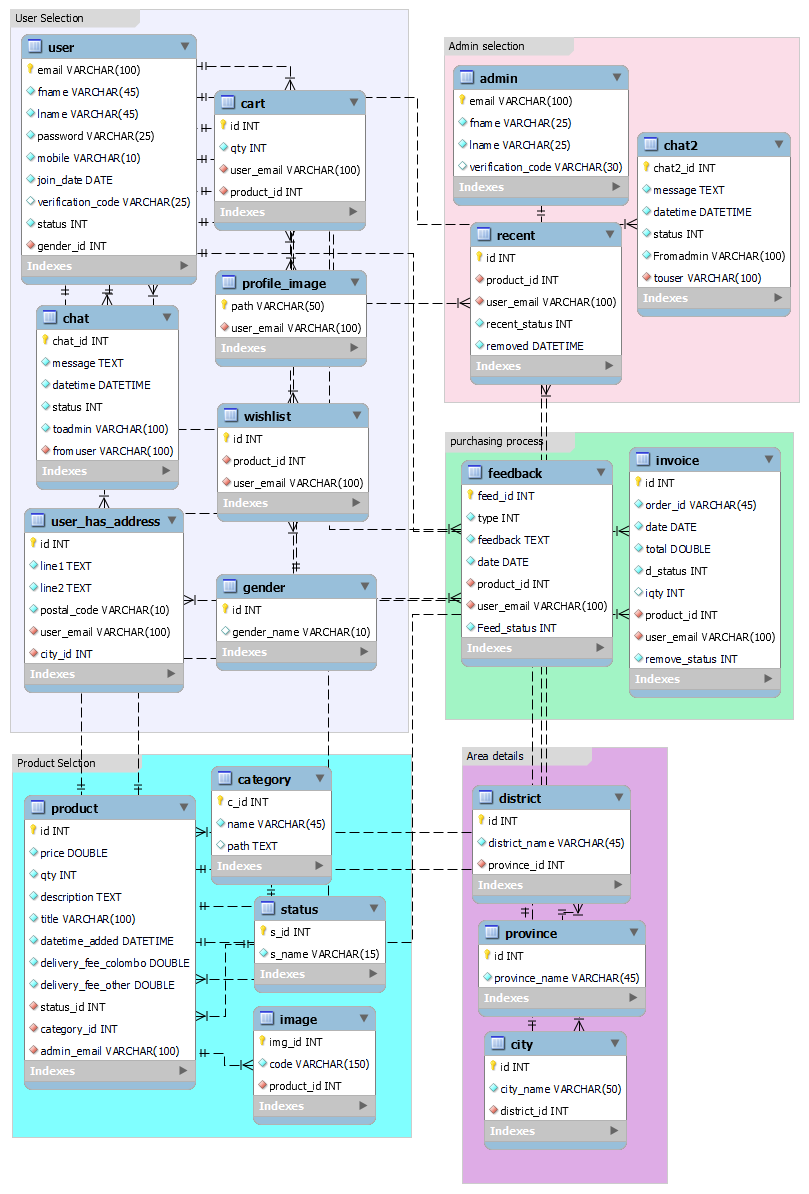 User Selection
user
email VARCHAR(100)
fname VARCHAR(45)
lname VARCHAR(45)
password VARCHAR(25)
mobile VARCHAR(10)
join_date DATE
verification_code VARCHAR(25)
status INT
gender_id INT
Indexes
cart
id INT
qty INT
user_email VARCHAR(100)
product_id INT
Indexes
profile_image
path VARCHAR(50)
user_email VARCHAR(100)
Indexes
chat
chat_id INT
message TEXT
datetime DATETIME
status INT
toadmin VARCHAR(100)
fromuser VARCHAR(100)
Indexes
wishlist
id INT
product_id INT
user_email VARCHAR(100)
Indexes
user_has_address
id INT
line1 TEXT
line2 TEXT
postal_code VARCHAR(10)
user_email VARCHAR(100)
city_id INT
Indexes
gender
id INT
gender_name VARCHAR(10)
Indexes
Admin selection
admin
email VARCHAR(100)
fname VARCHAR(25)
lname VARCHAR(25)
verification_code VARCHAR(30)
Indexes
chat2
chat2_id INT
message TEXT
datetime DATETIME
status INT
Fromadmin VARCHAR(100)
touser VARCHAR(100)
Indexes
recent
id INT
product_id INT
user_email VARCHAR(100)
recent_status INT
removed DATETIME
Indexes
purchasing process
feedback
feed_id INT
type INT
feedback TEXT
date DATE
product_id INT
user_email VARCHAR(100)
Feed_status INT
Indexes
invoice
id INT
order_id VARCHAR(45)
date DATE
total DOUBLE
d_status INT
iqty INT
product_id INT
user_email VARCHAR(100)
remove_status INT
Indexes
Product Selction
product
id INT
price DOUBLE
qty INT
description TEXT
title VARCHAR(100)
datetime_added DATETIME
delivery_fee_colombo DOUBLE
delivery_fee_other DOUBLE
status_id INT
category_id INT
admin_email VARCHAR(100)
Indexes
category
c_id INT
name VARCHAR(45)
path TEXT
Indexes
status
s_id INT
s_name VARCHAR(15)
Indexes
image
img_id INT
code VARCHAR(150)
product_id INT
Indexes
Area details
district
id INT
district_name VARCHAR(45)
province_id INT
Indexes
province
id INT
province_name VARCHAR(45)
Indexes
city
id INT
city_name VARCHAR(50)
district_id INT
Indexes